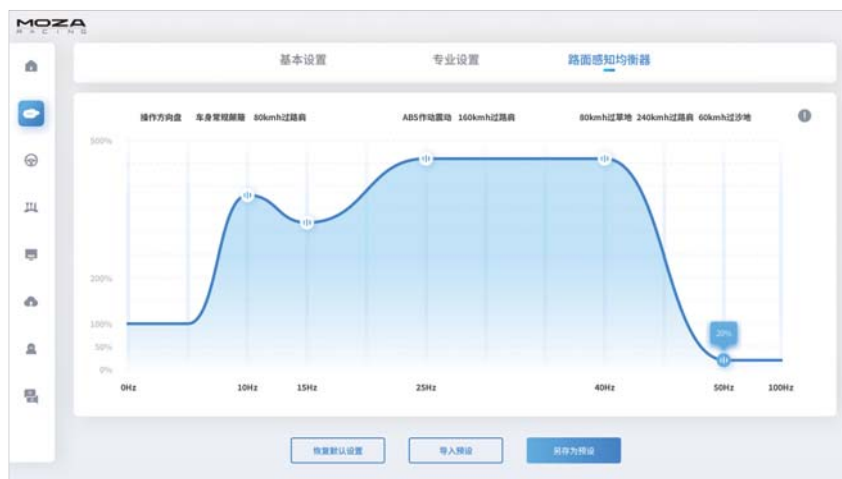 MOZA
RACING
基本设置 专业设置 路面感知均衡器
操作方向盘 车身常规颠簸 80kmh过路肩 ABS作动震动 160kmh过路肩 80kmh过草地 240kmh过路肩 60kmh过沙地
500%
200%
100%
50%
0%
20%
0Hz 10Hz 15Hz 25Hz 40Hz 50Hz 100Hz
恢复默认设置 导入预设 另存为预设